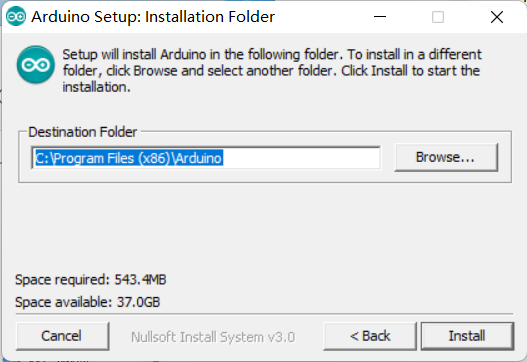 Arduino Setup: Installation Folder
Setup will install Arduino in the following folder. To install in a different
folder, click Browse and select another folder. Click Install to start the
installation.
Destination Folder
C:\Program Files (x86)\Arduino
Browse...
Space required: 543.4MB
Space available: 37.0GB
Cancel
Nullsoft Install System v3.0
< Back
Install